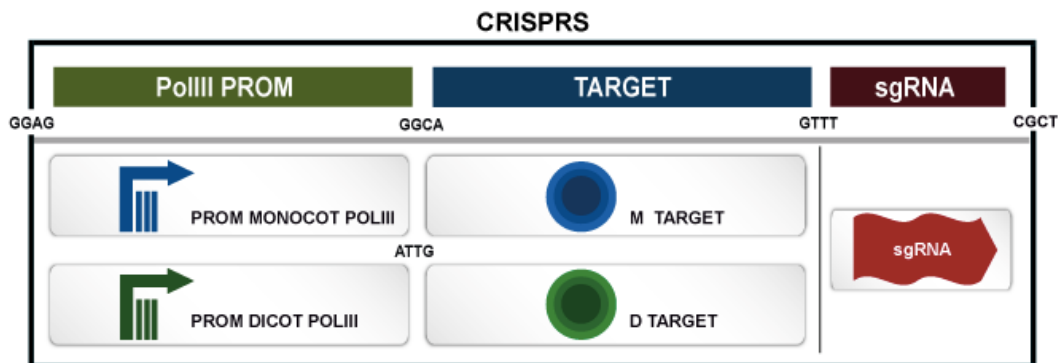 CRISPRS
PolIII PROM TARGET sgRNA
GGAG GGCA GTTT CGCT
PROM MONOCOT POLIII M TARGET
sgRNA
ATTG
PROM DICOT POLIII D TARGET